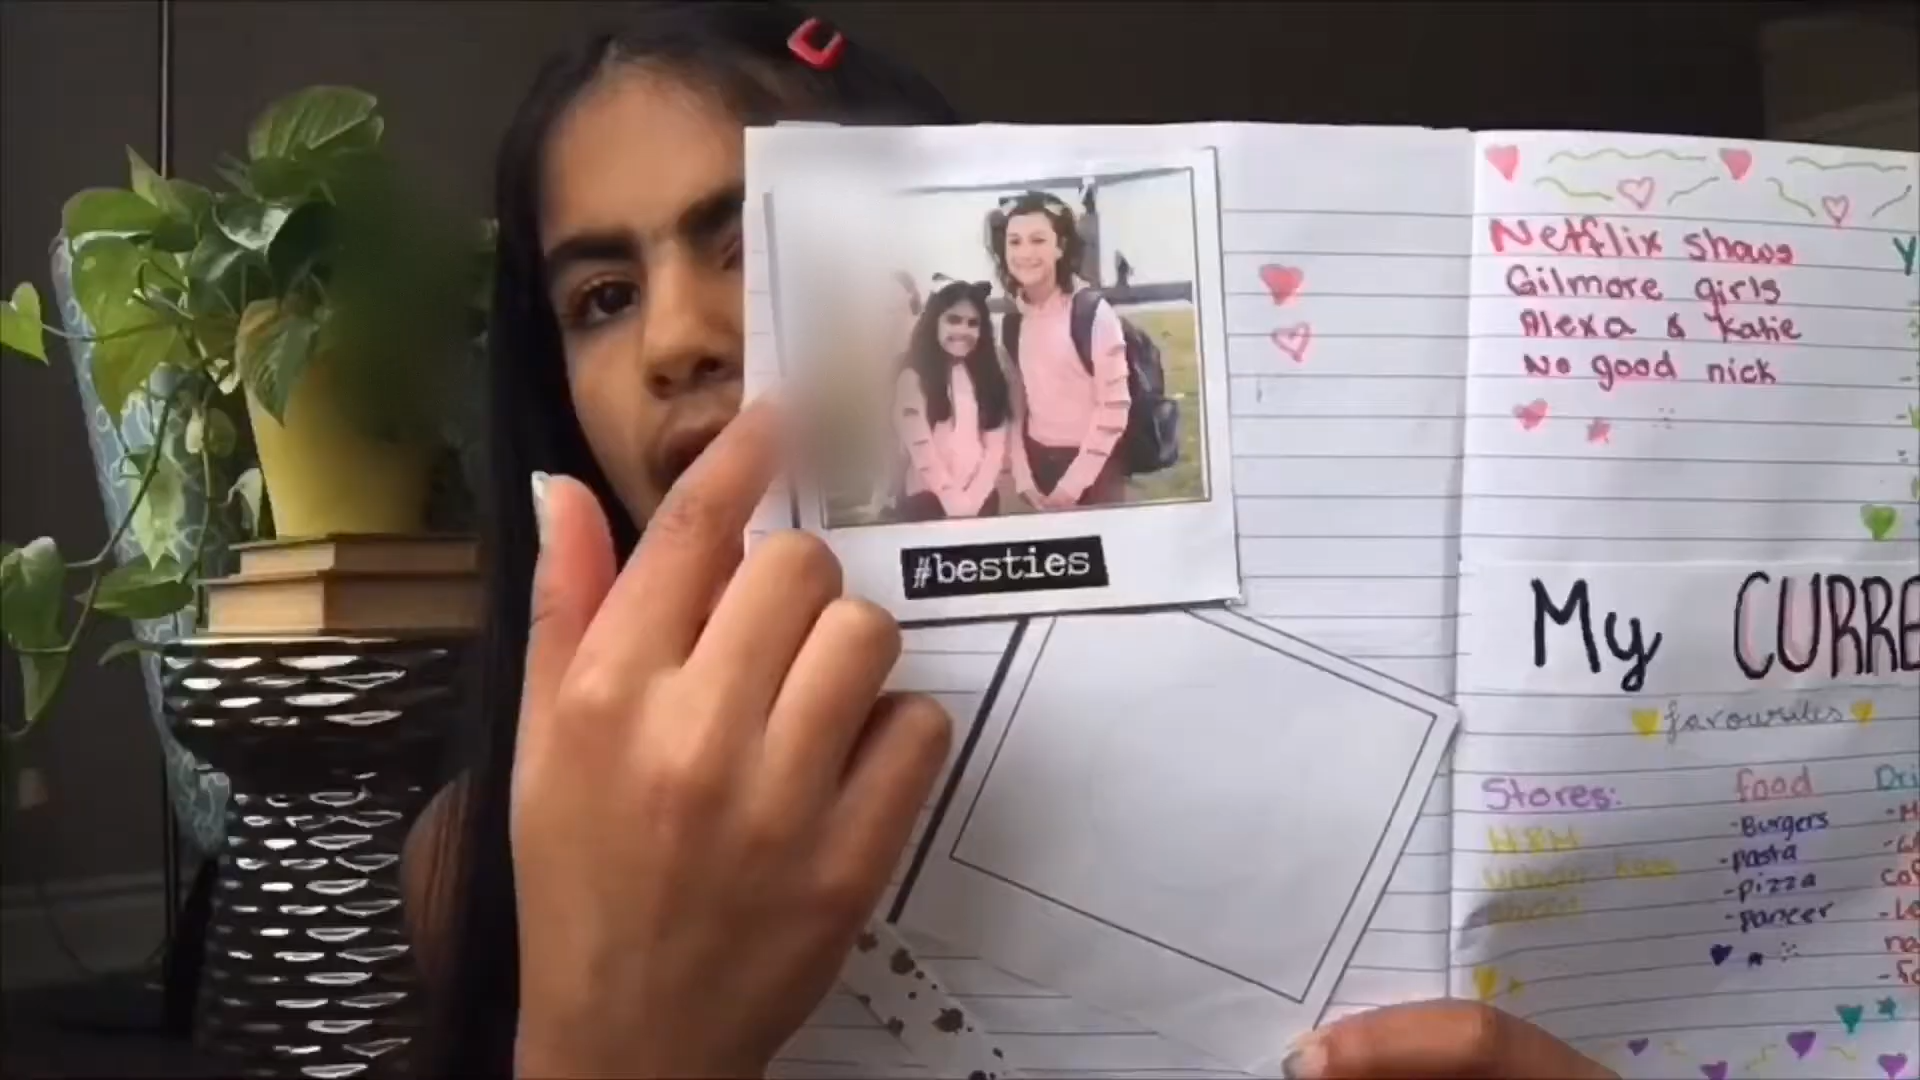 #besties
Netflix shows
Gilmore girls
Alexa & Katie
No good nick
My CURRE
favourites
Stores:
H&M
food
-Burgers
-pasta
-pizza
-paneer
Dri